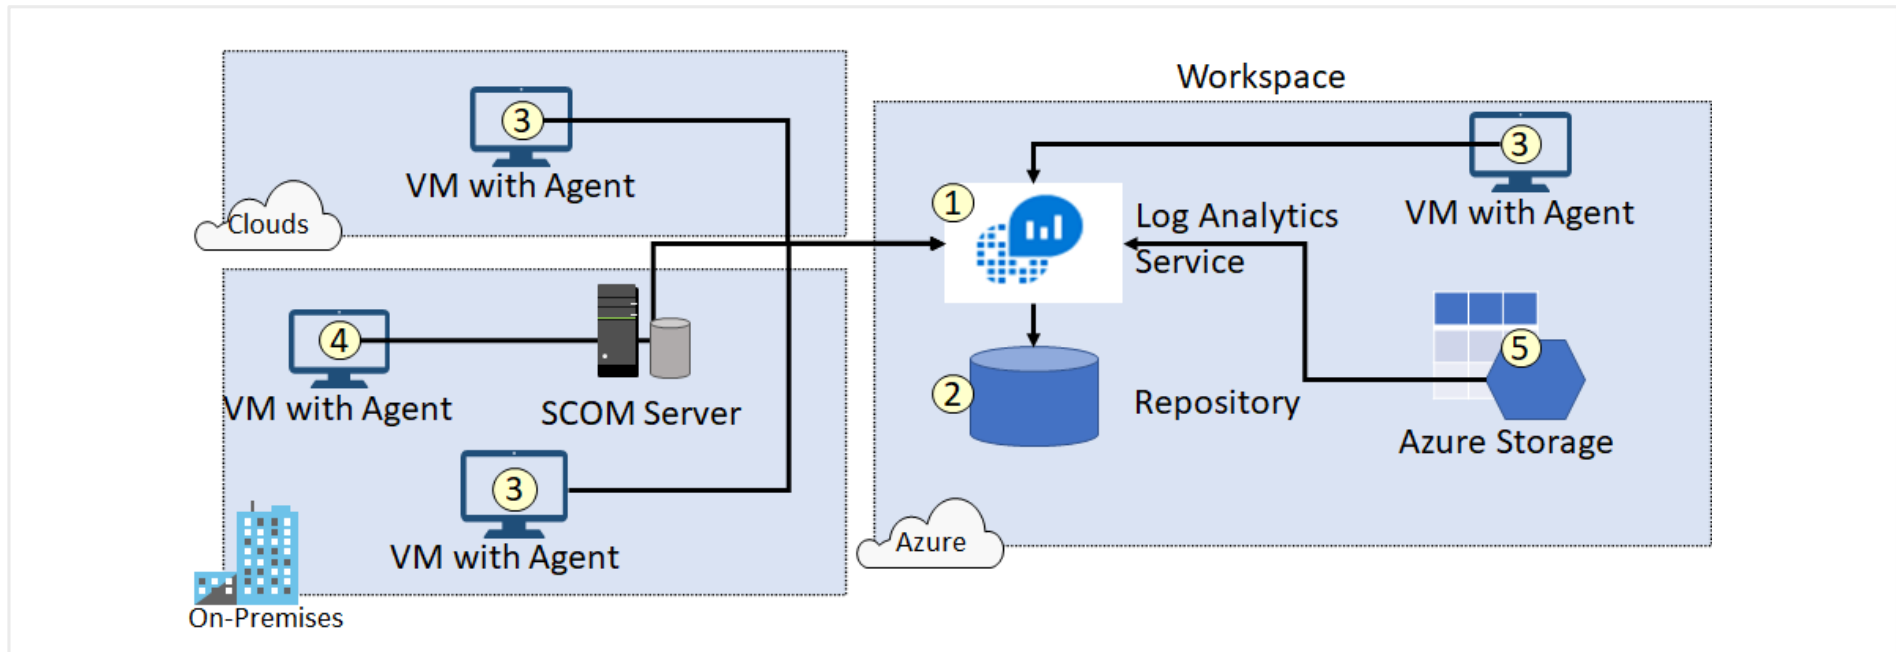 Workspace
3
VM with Agent
Clouds
3
VM with Agent
1
Log Analytics
Service
4
VM with Agent
SCOM Server
5
Azure Storage
2
Repository
3
VM with Agent
Azure
On-Premises